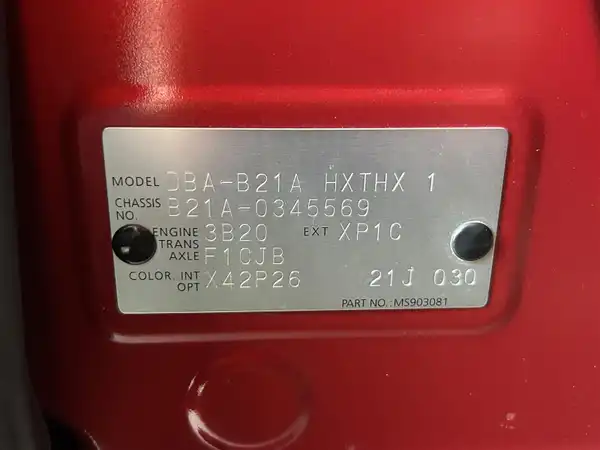 MODEL DBA-B21A HXTHX 1
CHASSIS NO. B21A-0345569
ENGINE 3B20 EXT XP1C
TRANS AXLE F1CJB
COLOR. INT OPT X42P26 21J 030
PART NO.:MS903081